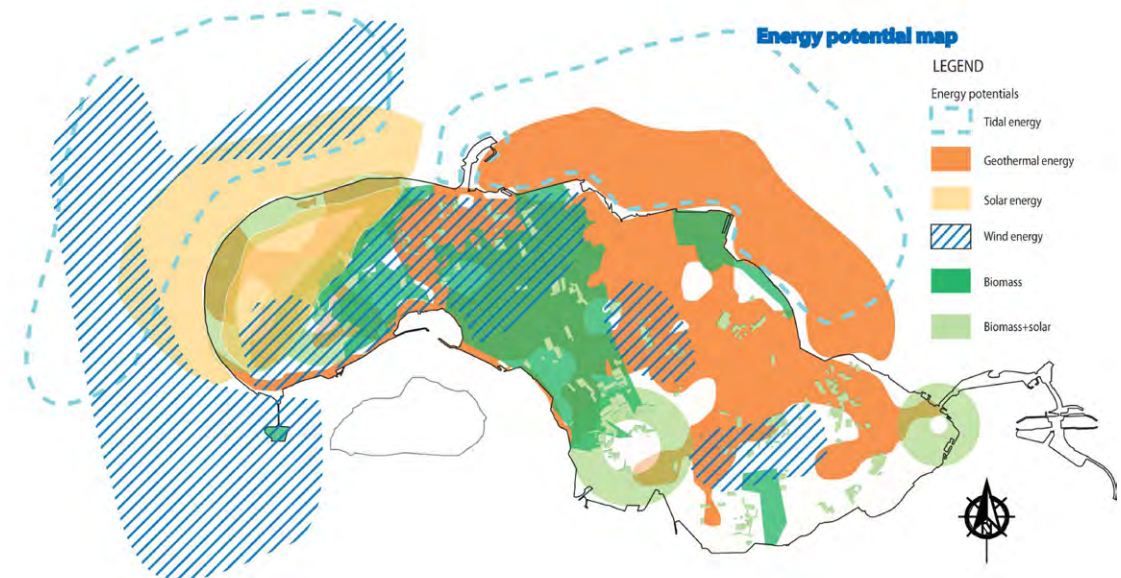 Energy potential map
LEGEND
Energy potentials
Tidal energy
Geothermal energy
Solar energy
Wind energy
Biomass
Biomass+solar
N